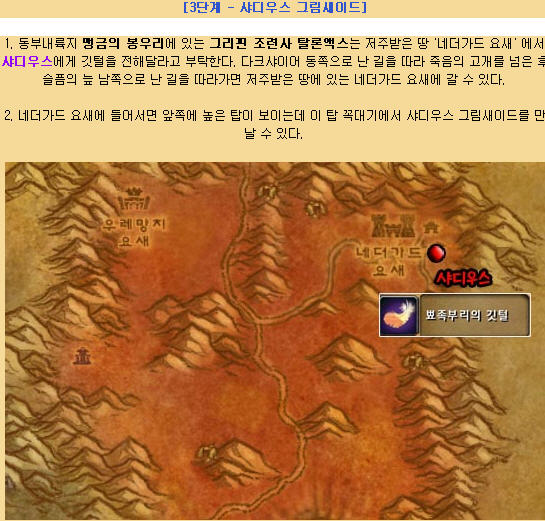 [3단계 - 샤디우스 그림세이드]
1. 동부내륙지 맹금의 봉우리에 있는 그리핀 조련사 탈론액스는 저주받은 땅 '네더가드 요새' 에서
샤디우스에게 깃털을 전해달라고 부탁한다. 다크샤이어 동쪽으로 난 길을 따라 죽음의 고개를 넘은 후
슬픔의 늪 남쪽으로 난 길을 따라가면 저주받은 땅에 있는 네더가드 요새에 갈 수 있다.
2. 네더가드 요새에 들어서면 앞쪽에 높은 탑이 보이는데 이 탑 꼭대기에서 샤디우스 그림세이드를 만
날 수 있다.
우레망치
요새
네더가드
요새
샤디우스
뾰족부리의 깃털